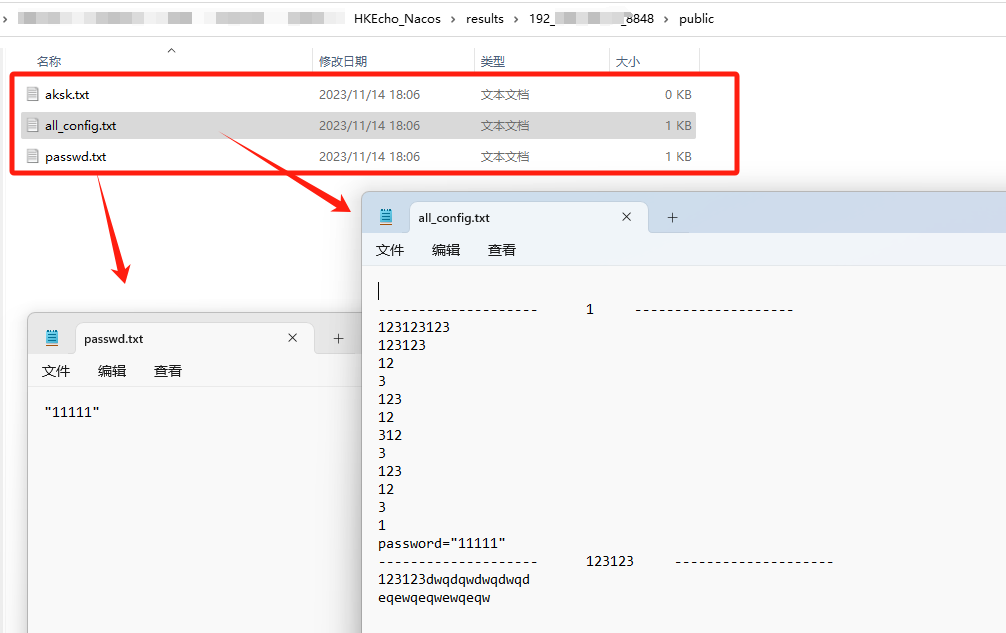 HKEcho_Nacos > results > 192_ _8848 > public
名称 修改日期 类型 大小
aksk.txt 2023/11/14 18:06 文本文档 0 KB
all_config.txt 2023/11/14 18:06 文本文档 1 KB
passwd.txt 2023/11/14 18:06 文本文档 1 KB
all_config.txt
文件 编辑 查看
-------------------- 1 --------------------
123123123
123123
12
3
123
12
312
3
123
12
3
1
password="11111"
-------------------- 123123 --------------------
123123dwqdqwdwqdwqd
eqewqeqwewqeqw
passwd.txt
文件 编辑 查看
"11111"